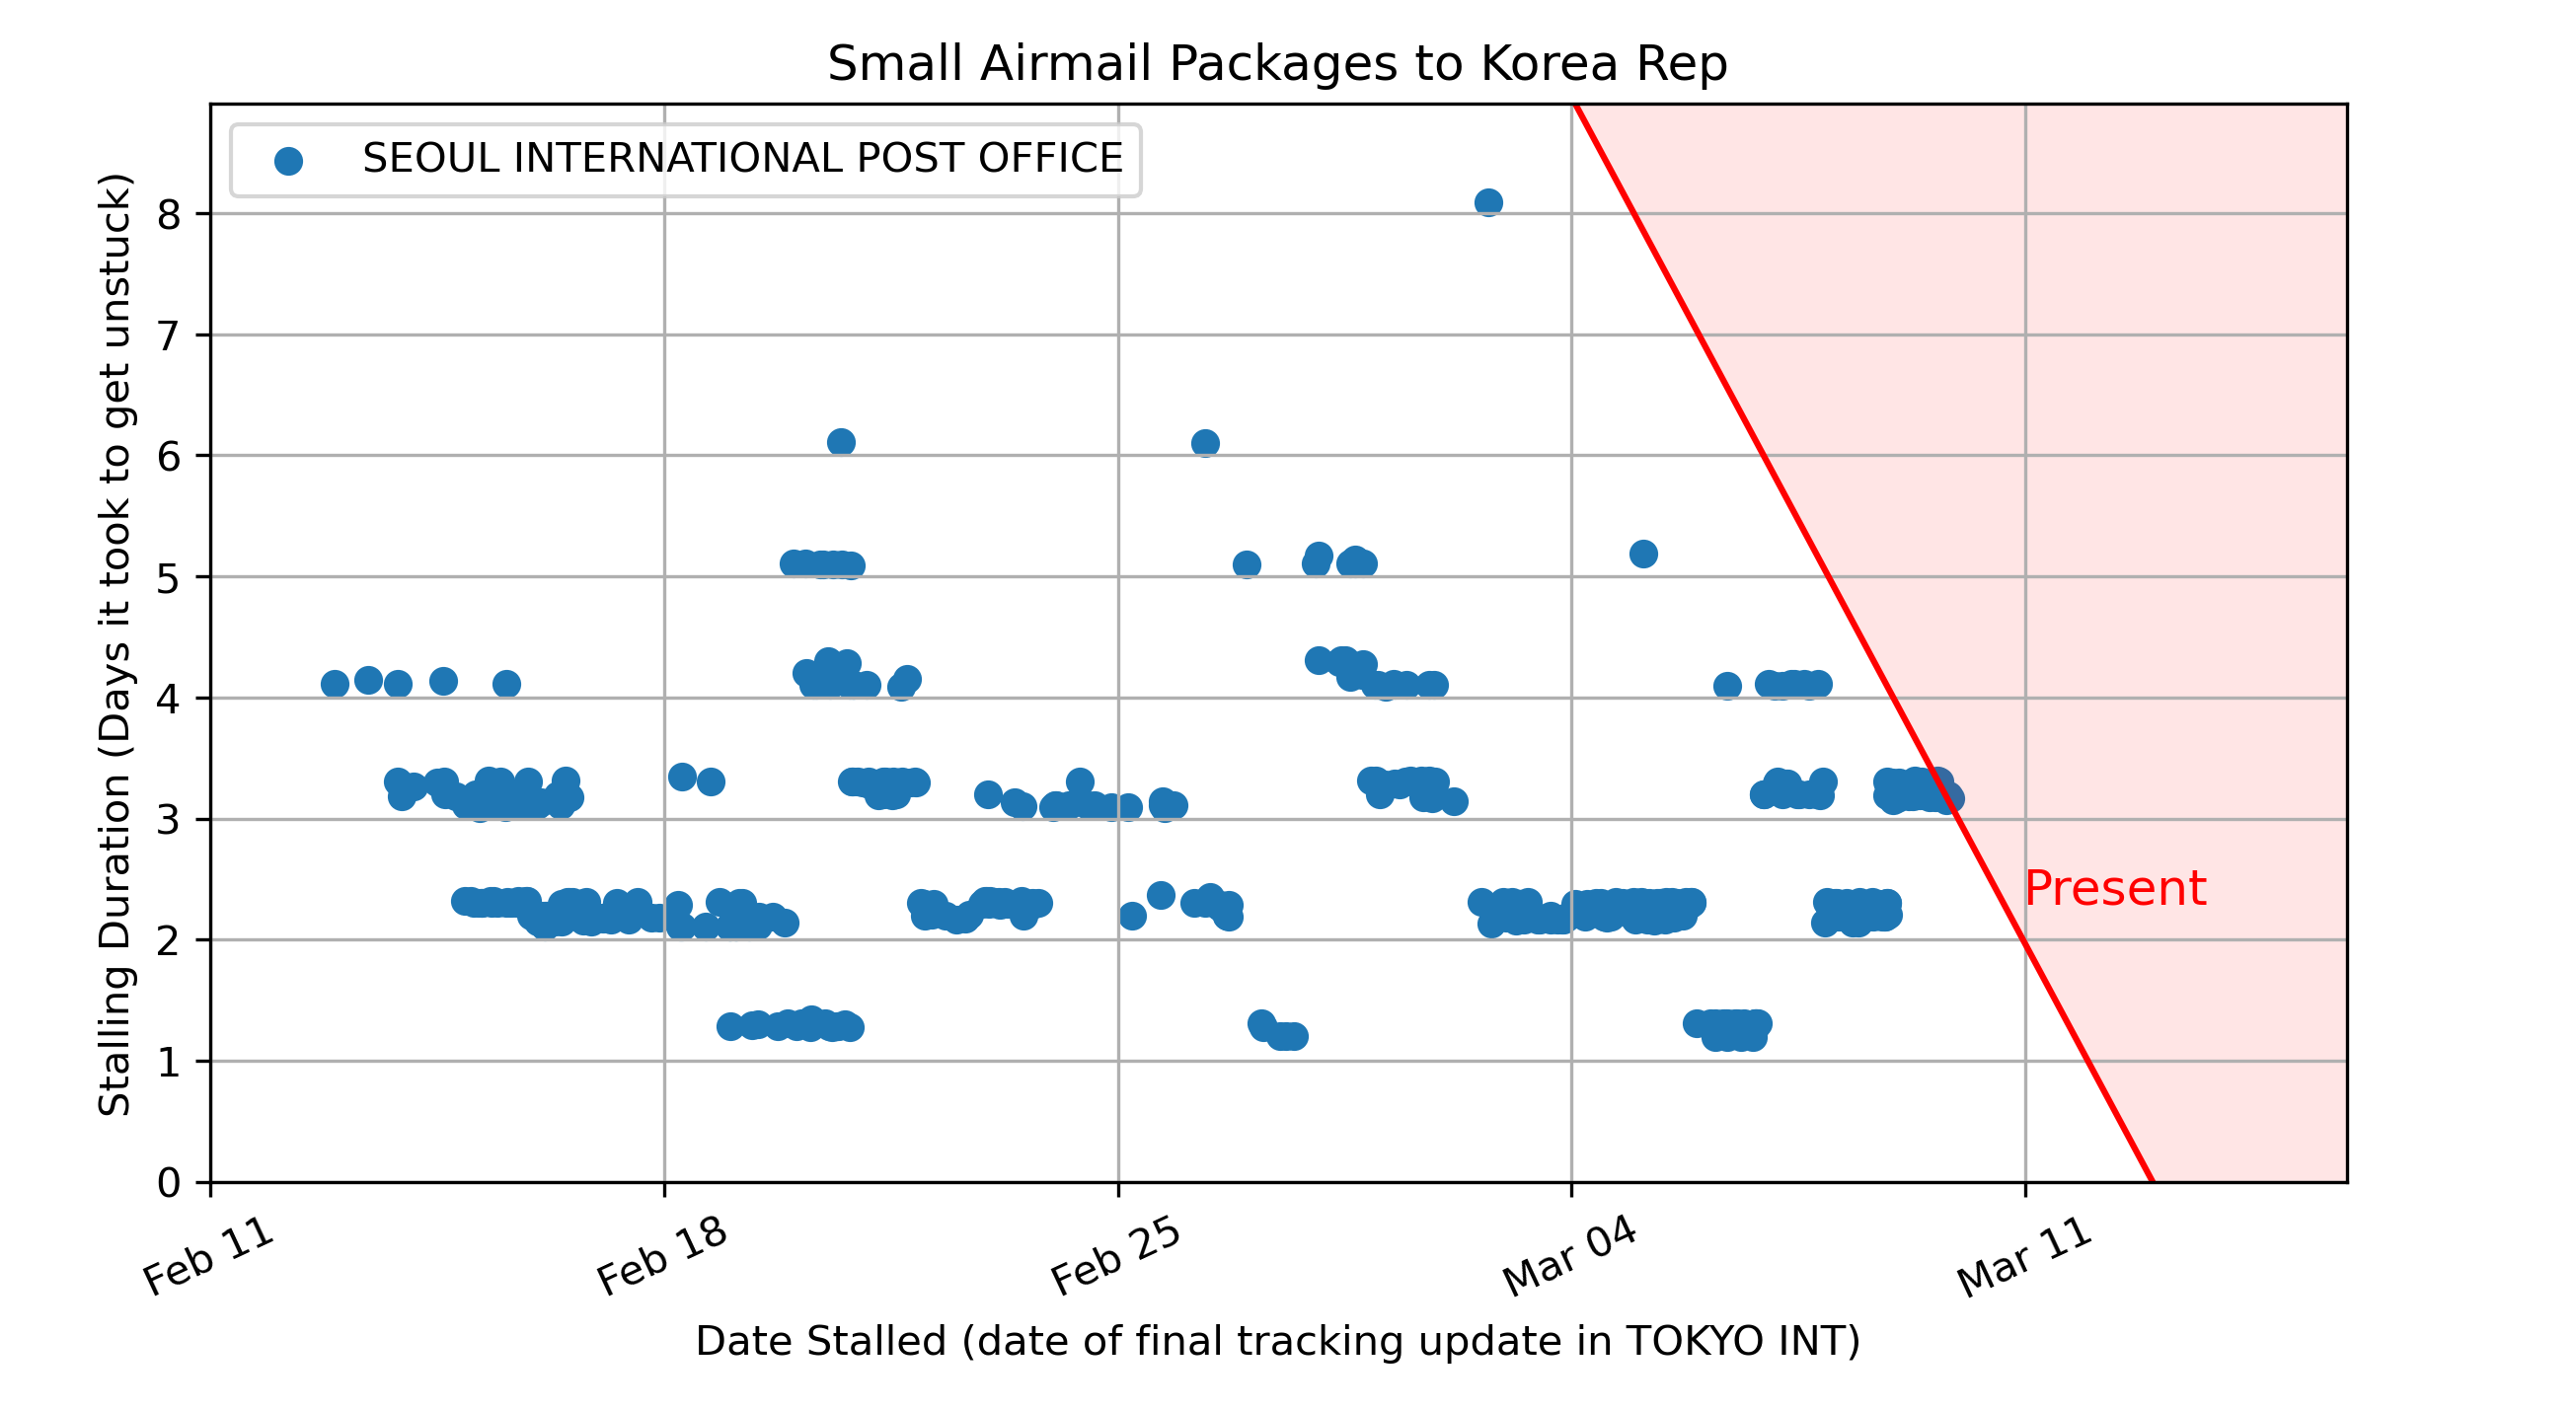 Small Airmail Packages to Korea Rep
SEOUL INTERNATIONAL POST OFFICE
Stalling Duration (Days it took to get unstuck)
8
7
6
5
4
3
2
1
0
Present
Feb 11
Feb 18
Feb 25
Mar 04
Mar 11
Date Stalled (date of final tracking update in TOKYO INT)